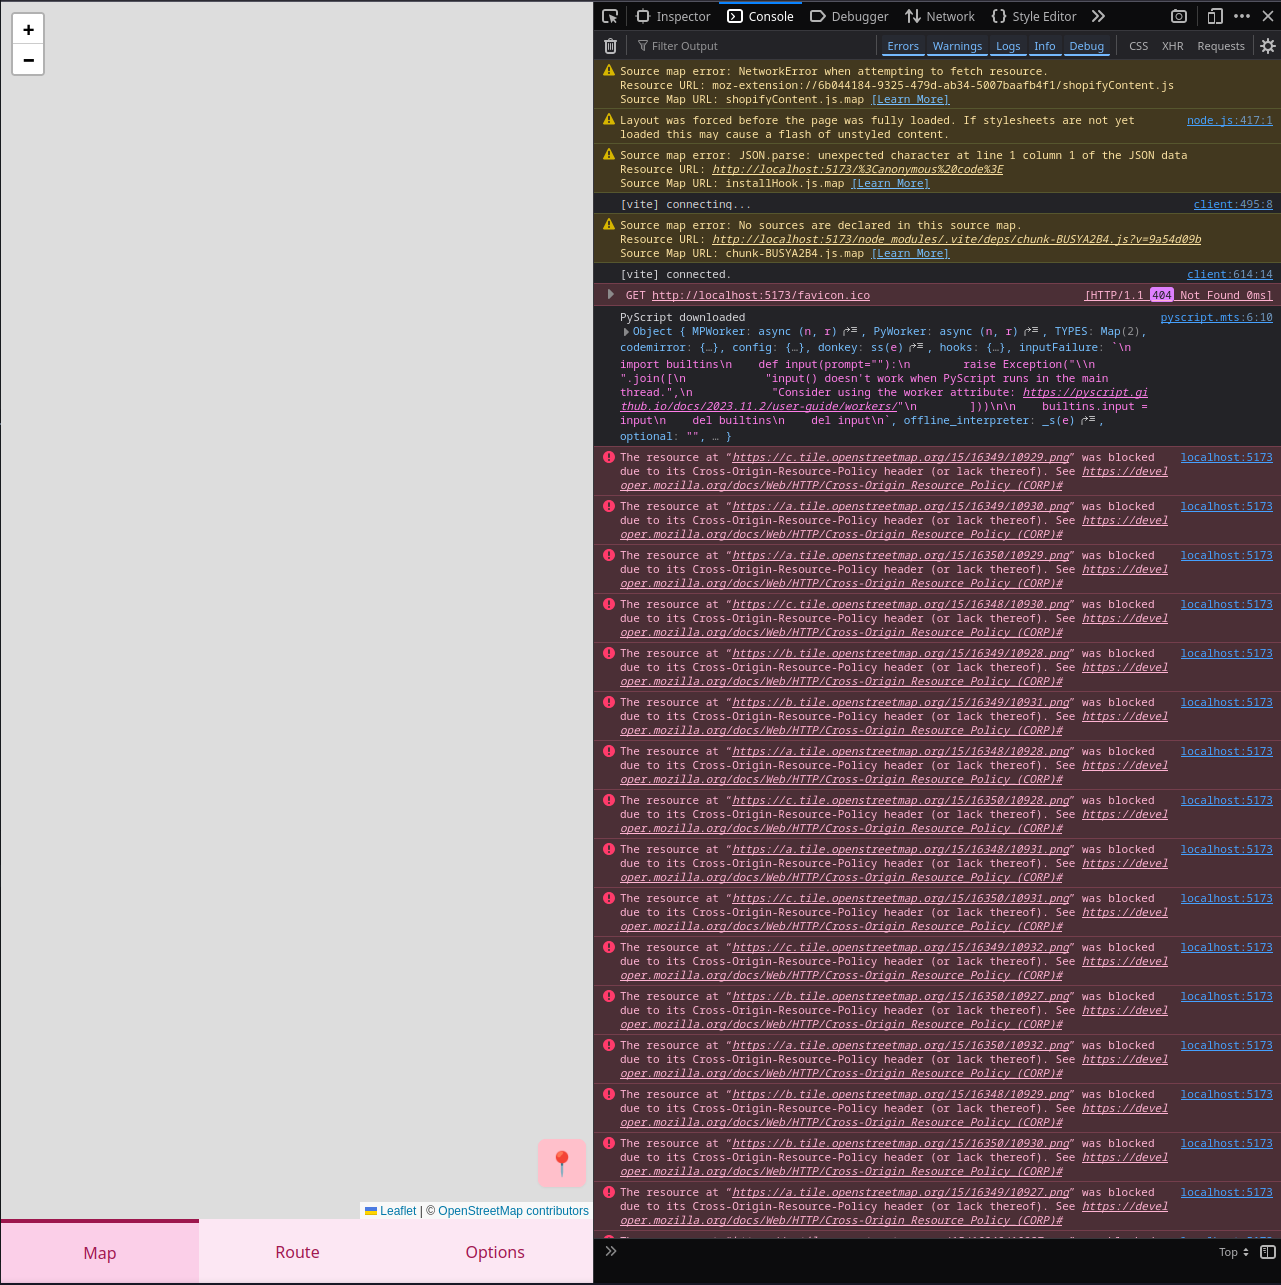 +
−
Inspector
Console
Debugger
Network
Style Editor
Filter Output
Errors
Warnings
Logs
Info
Debug
CSS
XHR
Requests
Source map error: NetworkError when attempting to fetch resource.
Resource URL: moz-extension://6b044184-9325-479d-ab34-5007baafb4f1/shopifyContent.js
Source Map URL: shopifyContent.js.map [Learn More]
Layout was forced before the page was fully loaded. If stylesheets are not yet node.js:417:1
loaded this may cause a flash of unstyled content.
Source map error: JSON.parse: unexpected character at line 1 column 1 of the JSON data
Resource URL: http://localhost:5173/%3Canonymous%20code%3E
Source Map URL: installHook.js.map [Learn More]
[vite] connecting... client:495:8
Source map error: No sources are declared in this source map.
Resource URL: http://localhost:5173/node_modules/.vite/deps/chunk-BUSYA2B4.js?v=9a54d09b
Source Map URL: chunk-BUSYA2B4.js.map [Learn More]
[vite] connected. client:614:14
GET http://localhost:5173/favicon.ico [HTTP/1.1 404 Not Found 0ms]
PyScript downloaded pyscript.mts:6:10
Object { MPWorker: async (n, r), PyWorker: async (n, r), TYPES: Map(2),
codemirror: {…}, config: {…}, donkey: ss(e), hooks: {…}, inputFailure: `\n
import builtins\n    def input(prompt=""):\n        raise Exception("\\n
".join([\n           "input() doesn't work when PyScript runs in the main
thread.",\n            "Consider using the worker attribute: https://pyscript.gi
thub.io/docs/2023.11.2/user-guide/workers/"\n        ]))\n\n    builtins.input =
input\n    del builtins\n    del input\n`, offline_interpreter: _s(e),
optional: "", … }
The resource at “https://c.tile.openstreetmap.org/15/16349/10929.png” was blocked localhost:5173
due to its Cross-Origin-Resource-Policy header (or lack thereof). See https://devel
oper.mozilla.org/docs/Web/HTTP/Cross-Origin_Resource_Policy_(CORP)#
The resource at “https://a.tile.openstreetmap.org/15/16349/10930.png” was blocked localhost:5173
due to its Cross-Origin-Resource-Policy header (or lack thereof). See https://devel
oper.mozilla.org/docs/Web/HTTP/Cross-Origin_Resource_Policy_(CORP)#
The resource at “https://a.tile.openstreetmap.org/15/16350/10929.png” was blocked localhost:5173
due to its Cross-Origin-Resource-Policy header (or lack thereof). See https://devel
oper.mozilla.org/docs/Web/HTTP/Cross-Origin_Resource_Policy_(CORP)#
The resource at “https://c.tile.openstreetmap.org/15/16348/10930.png” was blocked localhost:5173
due to its Cross-Origin-Resource-Policy header (or lack thereof). See https://devel
oper.mozilla.org/docs/Web/HTTP/Cross-Origin_Resource_Policy_(CORP)#
The resource at “https://b.tile.openstreetmap.org/15/16349/10928.png” was blocked localhost:5173
due to its Cross-Origin-Resource-Policy header (or lack thereof). See https://devel
oper.mozilla.org/docs/Web/HTTP/Cross-Origin_Resource_Policy_(CORP)#
The resource at “https://b.tile.openstreetmap.org/15/16349/10931.png” was blocked localhost:5173
due to its Cross-Origin-Resource-Policy header (or lack thereof). See https://devel
oper.mozilla.org/docs/Web/HTTP/Cross-Origin_Resource_Policy_(CORP)#
The resource at “https://a.tile.openstreetmap.org/15/16348/10928.png” was blocked localhost:5173
due to its Cross-Origin-Resource-Policy header (or lack thereof). See https://devel
oper.mozilla.org/docs/Web/HTTP/Cross-Origin_Resource_Policy_(CORP)#
The resource at “https://c.tile.openstreetmap.org/15/16350/10928.png” was blocked localhost:5173
due to its Cross-Origin-Resource-Policy header (or lack thereof). See https://devel
oper.mozilla.org/docs/Web/HTTP/Cross-Origin_Resource_Policy_(CORP)#
The resource at “https://a.tile.openstreetmap.org/15/16348/10931.png” was blocked localhost:5173
due to its Cross-Origin-Resource-Policy header (or lack thereof). See https://devel
oper.mozilla.org/docs/Web/HTTP/Cross-Origin_Resource_Policy_(CORP)#
The resource at “https://c.tile.openstreetmap.org/15/16350/10931.png” was blocked localhost:5173
due to its Cross-Origin-Resource-Policy header (or lack thereof). See https://devel
oper.mozilla.org/docs/Web/HTTP/Cross-Origin_Resource_Policy_(CORP)#
The resource at “https://c.tile.openstreetmap.org/15/16349/10932.png” was blocked localhost:5173
due to its Cross-Origin-Resource-Policy header (or lack thereof). See https://devel
oper.mozilla.org/docs/Web/HTTP/Cross-Origin_Resource_Policy_(CORP)#
The resource at “https://b.tile.openstreetmap.org/15/16350/10927.png” was blocked localhost:5173
due to its Cross-Origin-Resource-Policy header (or lack thereof). See https://devel
oper.mozilla.org/docs/Web/HTTP/Cross-Origin_Resource_Policy_(CORP)#
The resource at “https://a.tile.openstreetmap.org/15/16350/10932.png” was blocked localhost:5173
due to its Cross-Origin-Resource-Policy header (or lack thereof). See https://devel
oper.mozilla.org/docs/Web/HTTP/Cross-Origin_Resource_Policy_(CORP)#
The resource at “https://b.tile.openstreetmap.org/15/16348/10929.png” was blocked localhost:5173
due to its Cross-Origin-Resource-Policy header (or lack thereof). See https://devel
oper.mozilla.org/docs/Web/HTTP/Cross-Origin_Resource_Policy_(CORP)#
The resource at “https://b.tile.openstreetmap.org/15/16350/10930.png” was blocked localhost:5173
due to its Cross-Origin-Resource-Policy header (or lack thereof). See https://devel
oper.mozilla.org/docs/Web/HTTP/Cross-Origin_Resource_Policy_(CORP)#
The resource at “https://a.tile.openstreetmap.org/15/16349/10927.png” was blocked localhost:5173
due to its Cross-Origin-Resource-Policy header (or lack thereof). See https://devel
oper.mozilla.org/docs/Web/HTTP/Cross-Origin_Resource_Policy_(CORP)#
Top
Leaflet | © OpenStreetMap contributors
Map
Route
Options